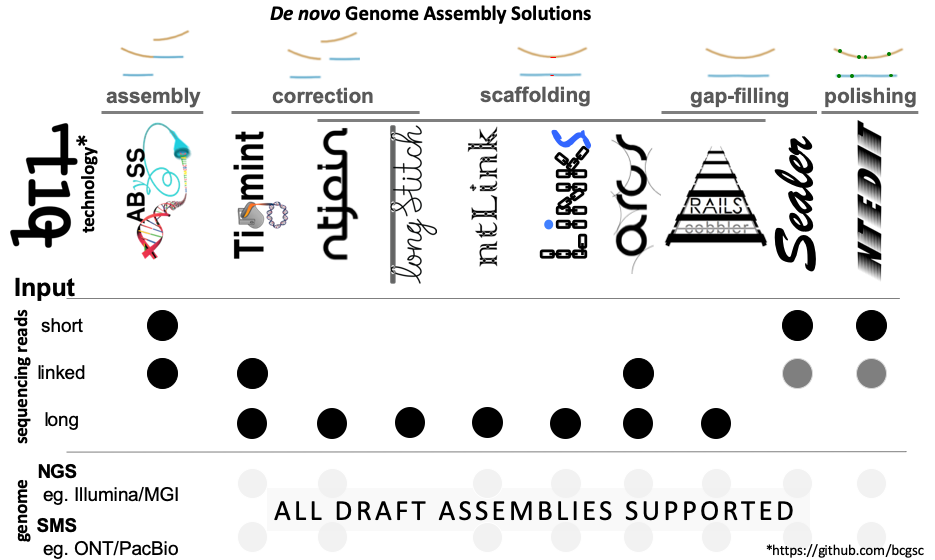 De novo Genome Assembly Solutions
assembly
correction
scaffolding
gap-filling
polishing
btl
technology*
ABySS
Tigmint
ntJoin
longStitch
ntLink
LINKS
arcs
RAILS
cobbler
Sealer
NTEDIT
Input
sequencing reads
short
linked
long
genome
NGS
eg. Illumina/MGI
SMS
eg. ONT/PacBio
ALL DRAFT ASSEMBLIES SUPPORTED
*https://github.com/bcgsc